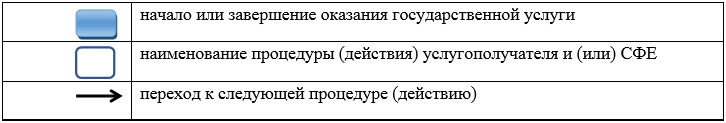 начало или завершение оказания государственной услуги
наименование процедуры (действия) услугополучателя и (или) СФЕ
переход к следующей процедуре (действию)